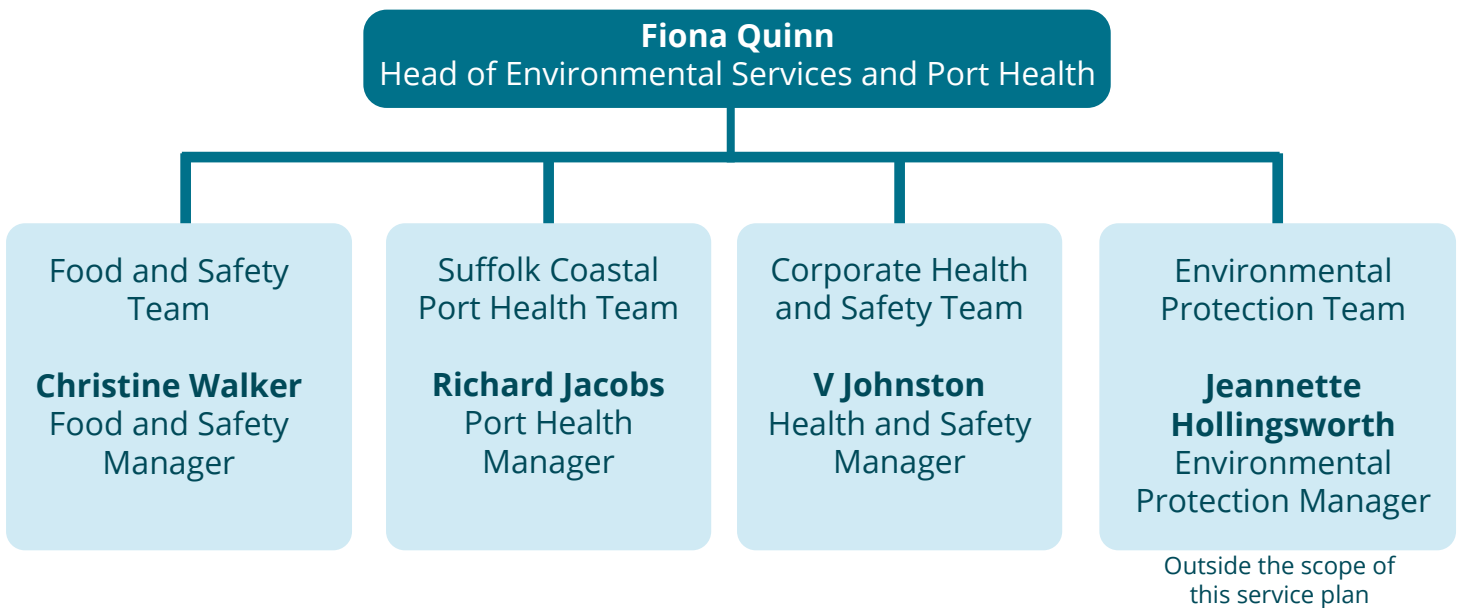 Fiona Quinn
Head of Environmental Services and Port Health
Food and Safety
Team
Christine Walker
Food and Safety
Manager
Suffolk Coastal
Port Health Team
Richard Jacobs
Port Health
Manager
Corporate Health
and Safety Team
V Johnston
Health and Safety
Manager
Environmental
Protection Team
Jeannette
Hollingsworth
Environmental
Protection Manager
Outside the scope of
this service plan